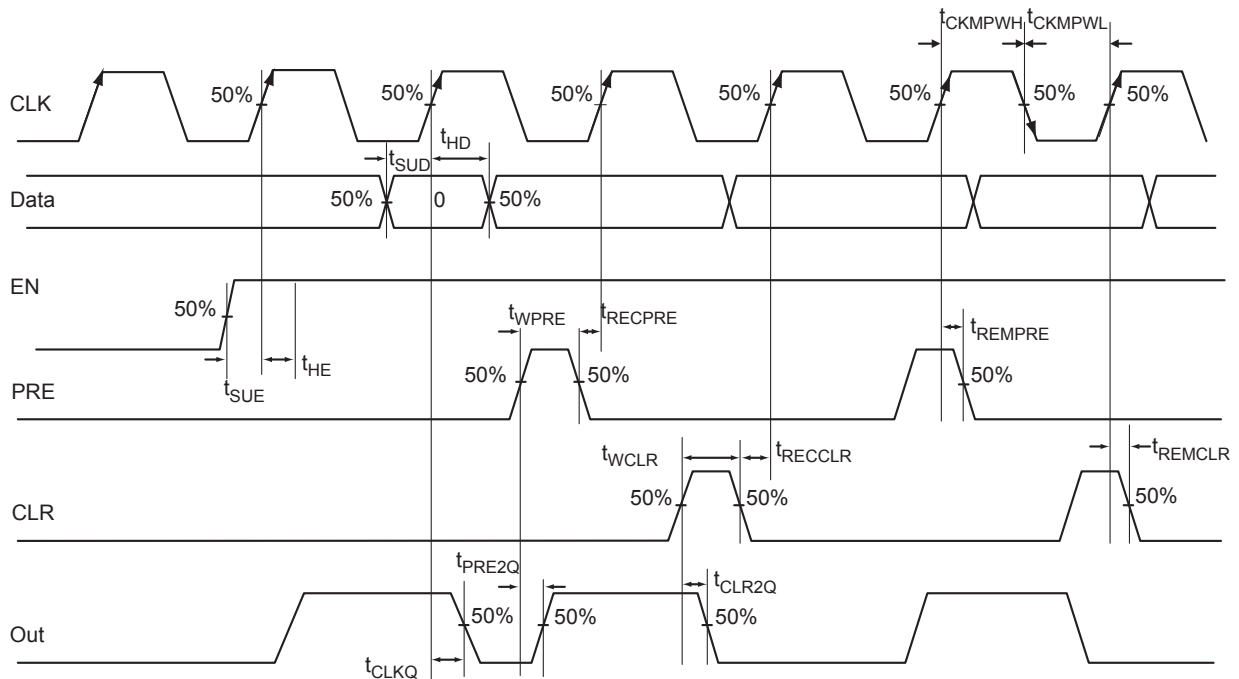 tCKMPWH tCKMPWL
CLK
50% 50% 50% 50% 50% 50% 50%
tSUD
tHD
Data
50% 0 50%
EN
50%
tSUE
tHE
tWPRE
tRECPRE
tREMPRE
PRE
50% 50% 50%
tWCLR
tRECCLR
tREMCLR
CLR
50% 50% 50%
tPRE2Q
tCLR2Q
Out
50% 50% 50%
tCLKQ